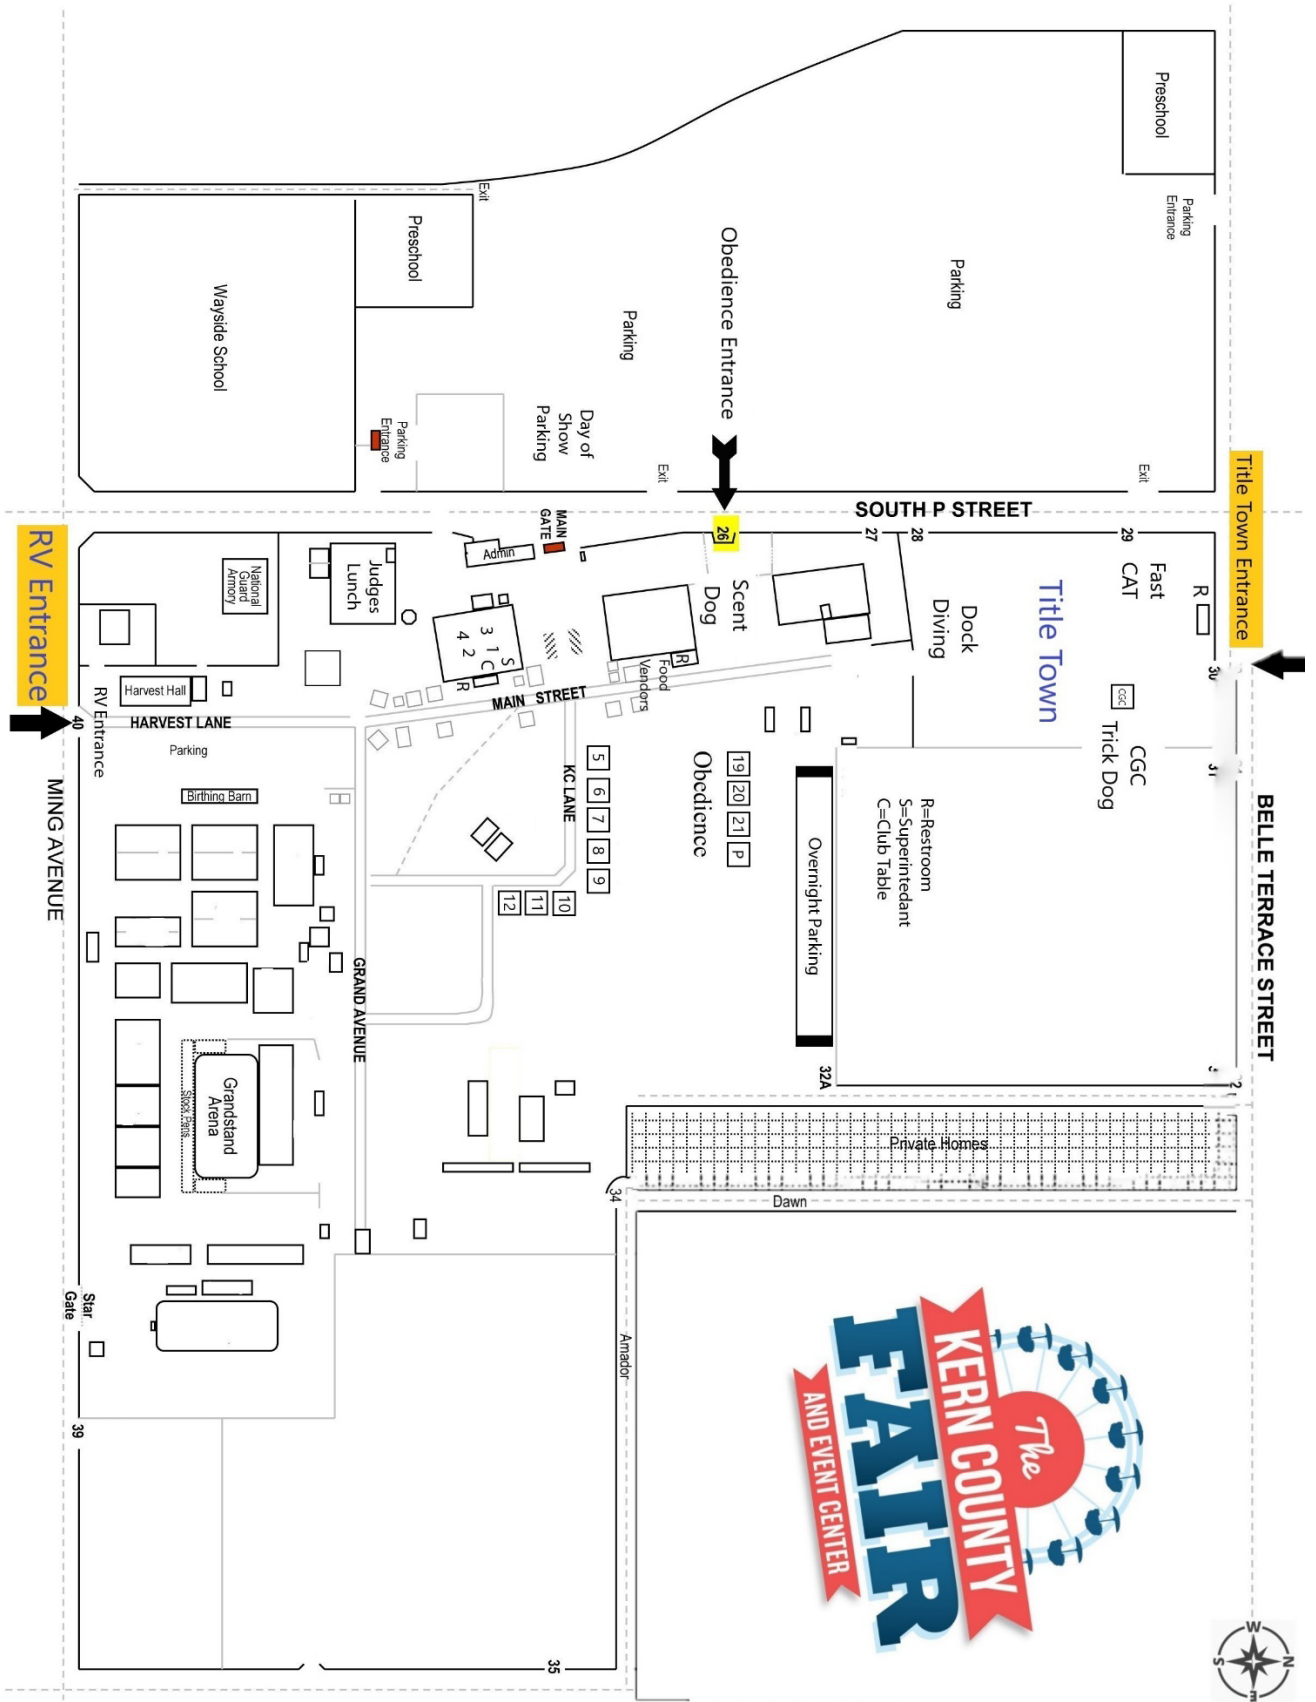 Preschool
Parking
Entrance
Parking
Title Town Entrance
Exit
Preschool
Wayside School
Parking
Obedience Entrance
Day of
Show
Parking
Parking
Entrance
Exit
Exit
SOUTH P STREET
MAIN
GATE
Admin
26
27
28
29
30
31
Fast
CAT
R
Title Town
Dock
Diving
Scent
Dog
CGC
CGC
Trick Dog
RV Entrance
National
Guard
Armory
Judges
Lunch
3 1 S
4 2 C
R
R
Food
Vendors
MAIN STREET
Harvest Hall
HARVEST LANE
RV Entrance
40
Parking
MING AVENUE
Birthing Barn
KC LANE
5
6
7
8
9
10
11
12
19
20
21
P
Obedience
Overnight Parking
R=Restroom
S=Superintedant
C=Club Table
BELLE TERRACE STREET
GRAND AVENUE
Grandstand
Arena
Stock Pens
32A
2
Private Homes
34
Dawn
Amador
Star
Gate
39
35
The
KERN COUNTY
FAIR
AND EVENT CENTER
N
W
E
S